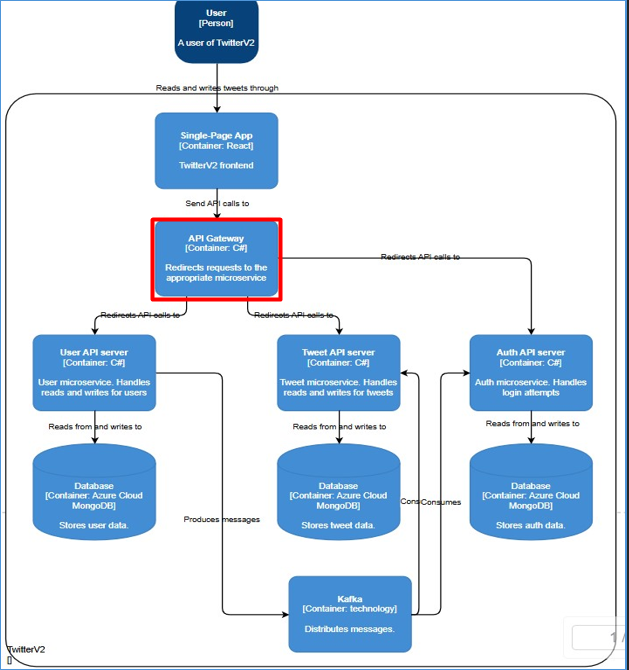 User
[Person]
A user of TwitterV2
Reads and writes tweets through
Single-Page App
[Container: React]
TwitterV2 frontend
Send API calls to
API Gateway
[Container: C#]
Redirects requests to the
appropriate microservice
Redirects API calls to
Redirects API calls to
Redirects API calls to
User API server
[Container: C#]
User microservice. Handles
reads and writes for users
Tweet API server
[Container: C#]
Tweet microservice. Handles
reads and writes for tweets
Auth API server
[Container: C#]
Auth microservice. Handles
login attempts
Reads from and writes to
Reads from and writes to
Reads from and writes to
Database
[Container: Azure Cloud
MongoDB]
Stores user data.
Database
[Container: Azure Cloud
MongoDB]
Stores tweet data.
Database
[Container: Azure Cloud
MongoDB]
Stores auth data.
Cons
Consumes
Produces messages
Kafka
[Container: technology]
Distributes messages.
TwitterV2
[]
1 /